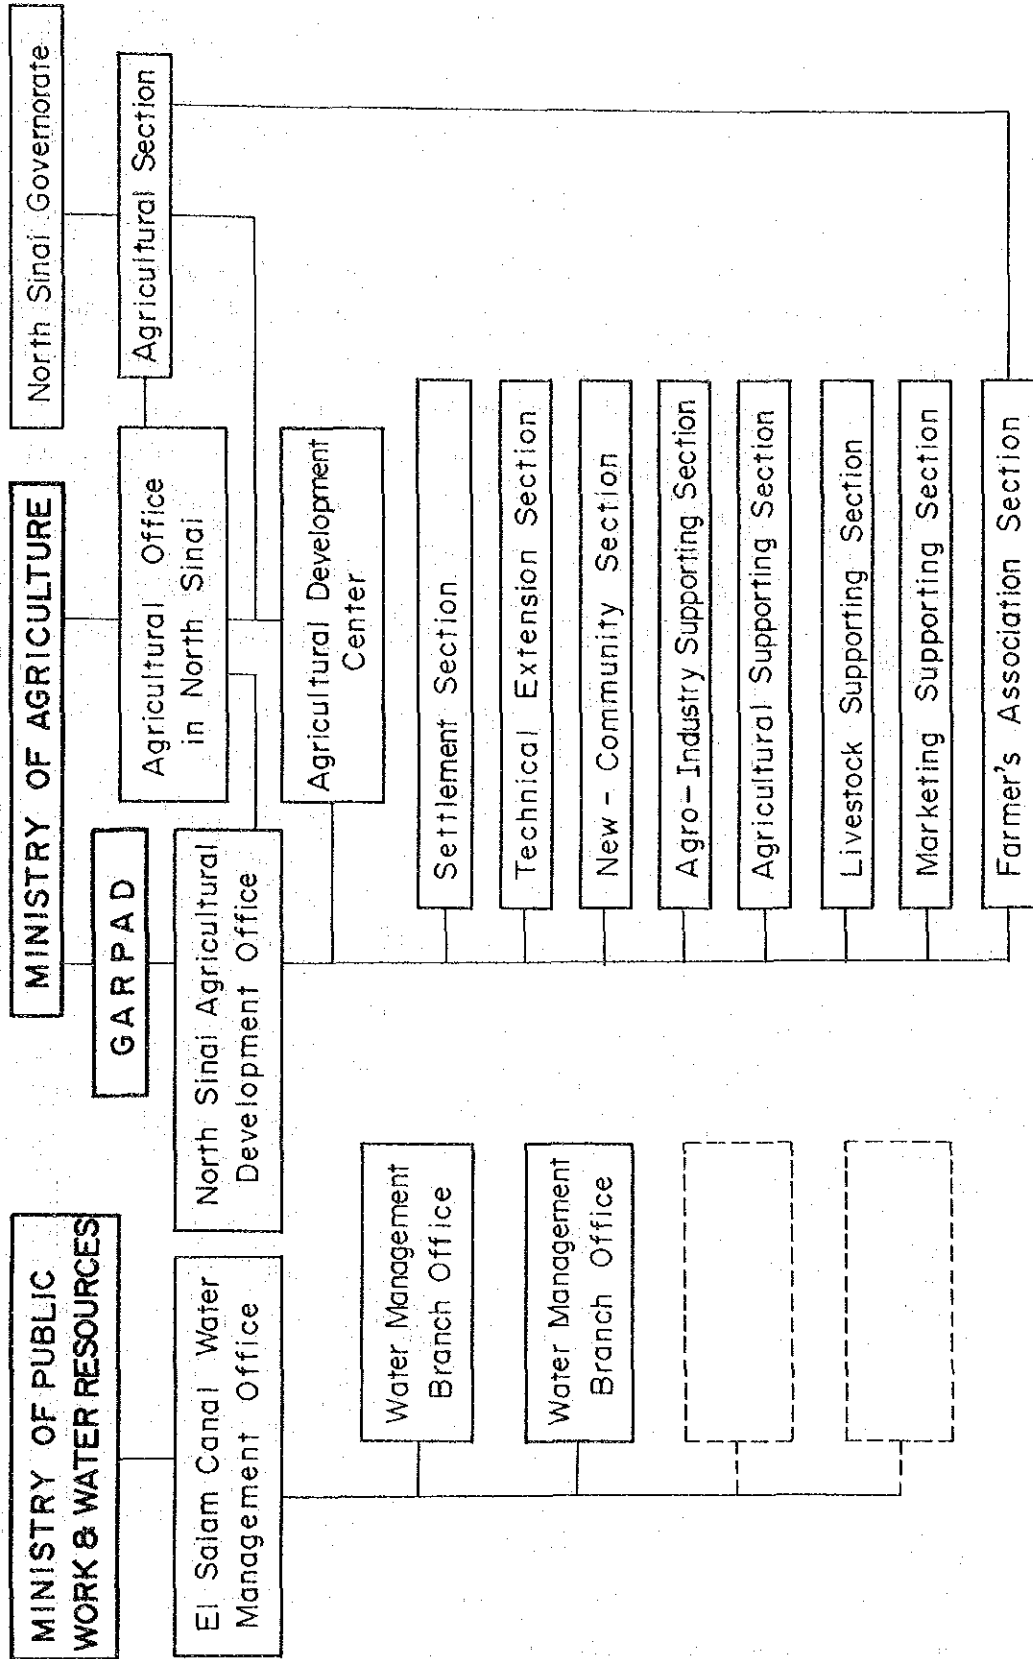 MINISTRY OF PUBLIC
WORK & WATER RESOURCES
El Salam Canal Water
Management Office
Water Management
Branch Office
Water Management
Branch Office
MINISTRY OF AGRICULTURE
GARPAD
North Sinai Agricultural
Development Office
Agricultural Office
in North Sinai
Agricultural Development
Center
North Sinai Governorate
Agricultural Section
Settlement Section
Technical Extension Section
New - Community Section
Agro-Industry Supporting Section
Agricultural Supporting Section
Livestock Supporting Section
Marketing Supporting Section
Farmer's Association Section